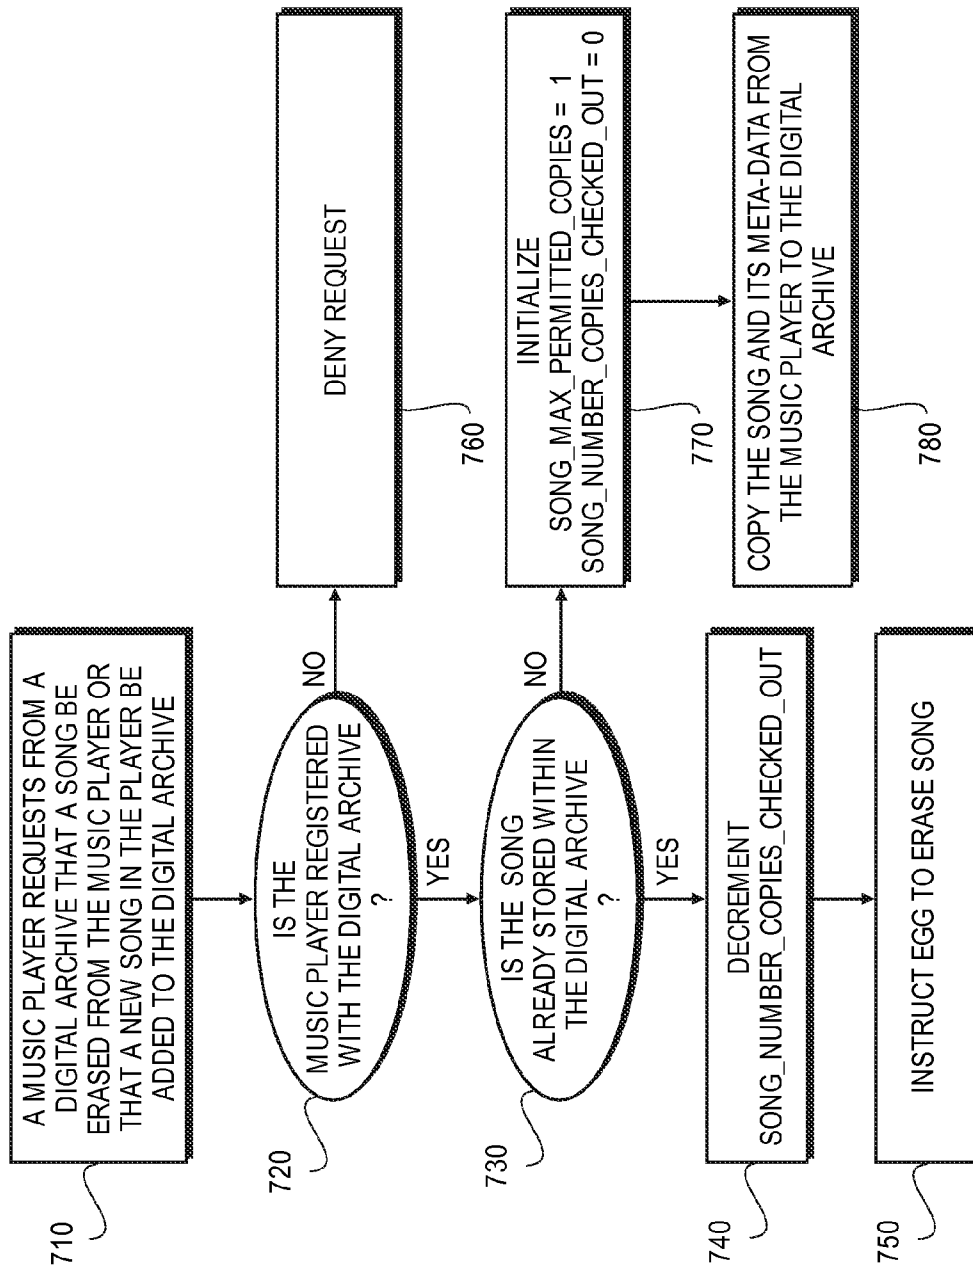 A MUSIC PLAYER REQUESTS FROM A
DIGITAL ARCHIVE THAT A SONG BE
ERASED FROM THE MUSIC PLAYER OR
THAT A NEW SONG IN THE PLAYER BE
ADDED TO THE DIGITAL ARCHIVE
710
IS THE
MUSIC PLAYER REGISTERED
WITH THE DIGITAL ARCHIVE
?
720
NO
DENY REQUEST
760
YES
IS THE SONG
ALREADY STORED WITHIN
THE DIGITAL ARCHIVE
?
730
NO
INITIALIZE
SONG_MAX_PERMITTED_COPIES = 1
SONG_NUMBER_COPIES_CHECKED_OUT = 0
770
YES
DECREMENT
SONG_NUMBER_COPIES_CHECKED_OUT
740
COPY THE SONG AND ITS META-DATA FROM
THE MUSIC PLAYER TO THE DIGITAL
ARCHIVE
780
INSTRUCT EGG TO ERASE SONG
750